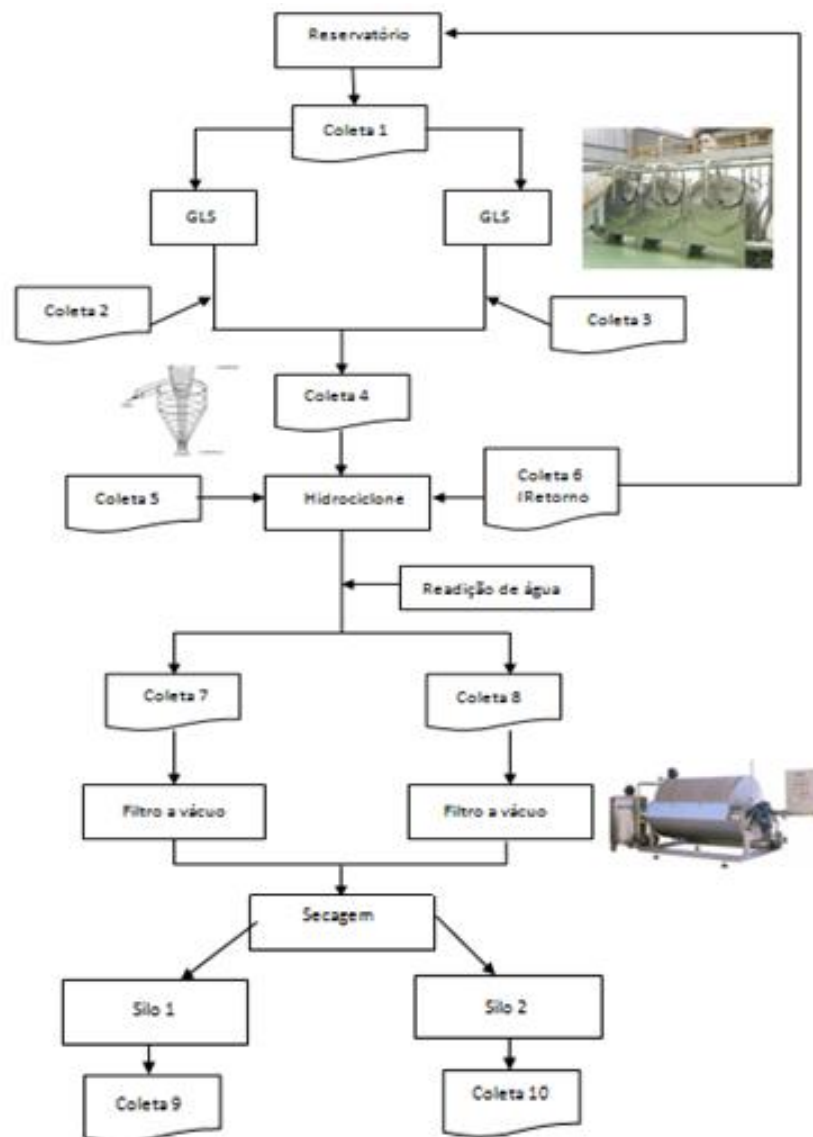 Reservatório
Coleta 1
GLS
GLS
Coleta 2
Coleta 3
Coleta 4
Coleta 5
Hidrociclone
Coleta 6
(Retorno
Readição de água
Coleta 7
Coleta 8
Filtro a vácuo
Filtro a vácuo
Secagem
Silo 1
Silo 2
Coleta 9
Coleta 10